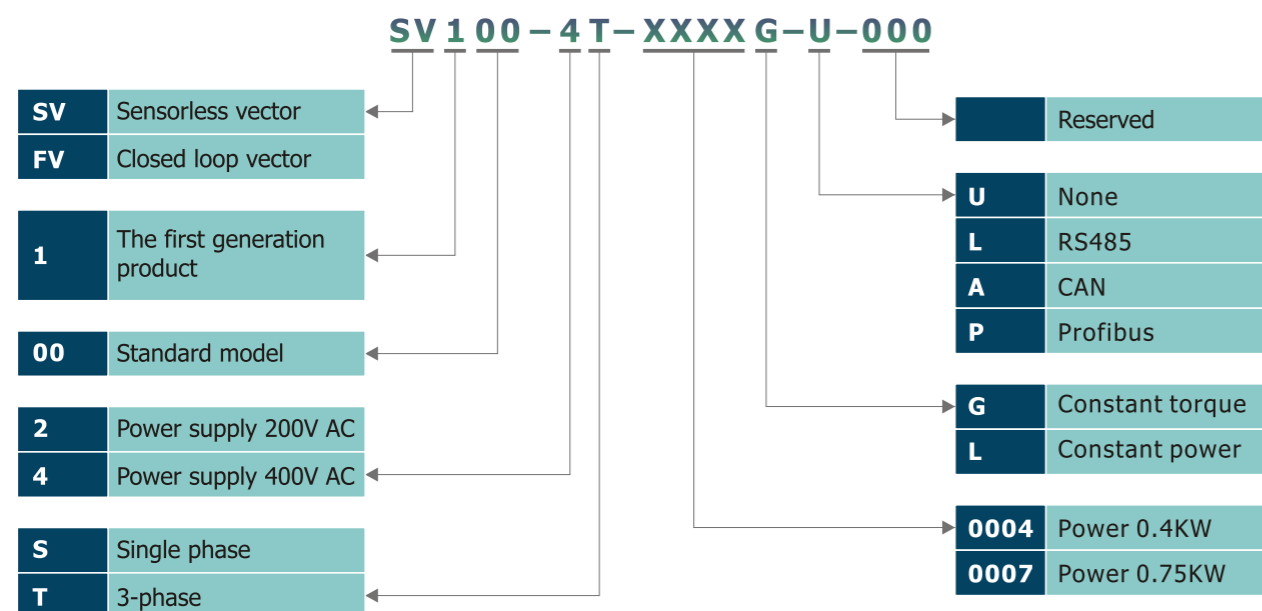 SV100-4T-XXXXG-U-000
SV Sensorless vector
FV Closed loop vector
1 The first generation
product
00 Standard model
2 Power supply 200V AC
4 Power supply 400V AC
S Single phase
T 3-phase
Reserved
U None
L RS485
A CAN
P Profibus
G Constant torque
L Constant power
0004 Power 0.4KW
0007 Power 0.75KW